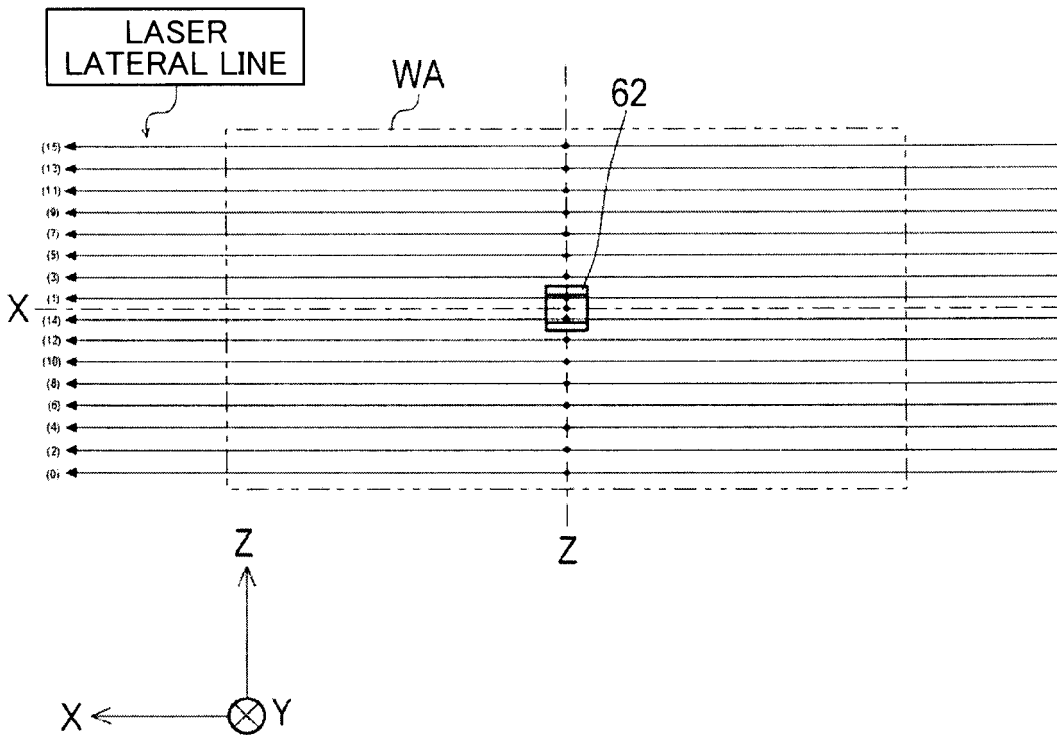 LASER
LATERAL LINE
WA
62
(15)
(13)
(11)
(9)
(7)
(5)
(3)
(1)
X
(14)
(12)
(10)
(8)
(6)
(4)
(2)
(0)
Z
Z
X
Y